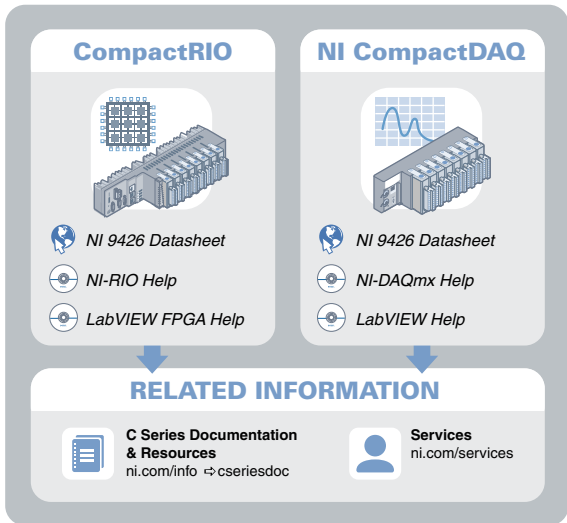 CompactRIO
NI 9426 Datasheet
NI-RIO Help
LabVIEW FPGA Help
NI CompactDAQ
NI 9426 Datasheet
NI-DAQmx Help
LabVIEW Help
RELATED INFORMATION
C Series Documentation
& Resources
ni.com/info ⇨cseriesdoc
Services
ni.com/services